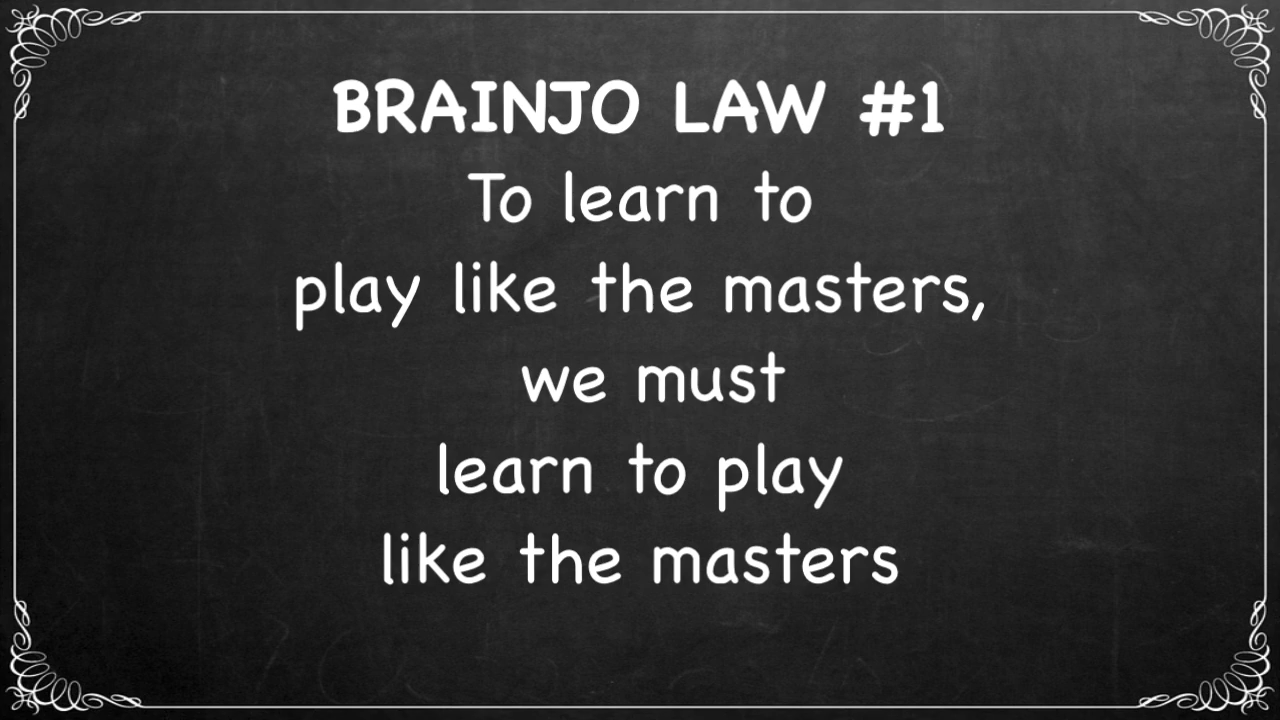 BRAINJO LAW #1
To learn to
play like the masters,
we must
learn to play
like the masters